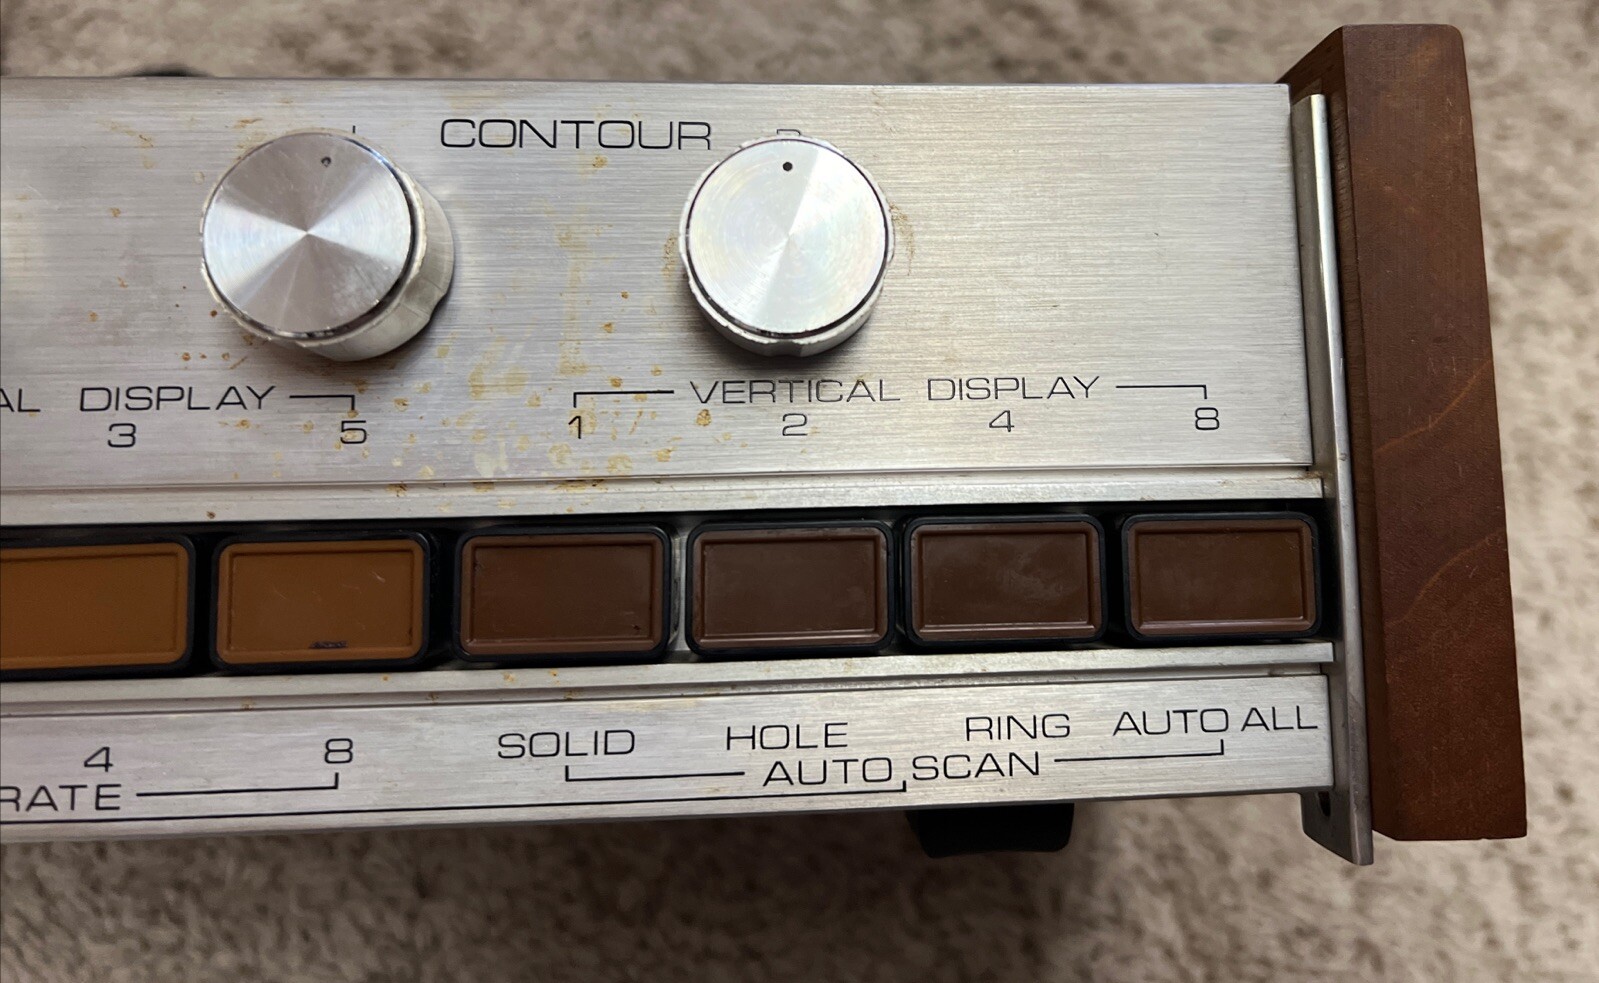 CONTOUR
AL DISPLAY VERTICAL DISPLAY
3 5 1 2 4 8
4 8 SOLID HOLE RING AUTO ALL
RATE AUTO SCAN